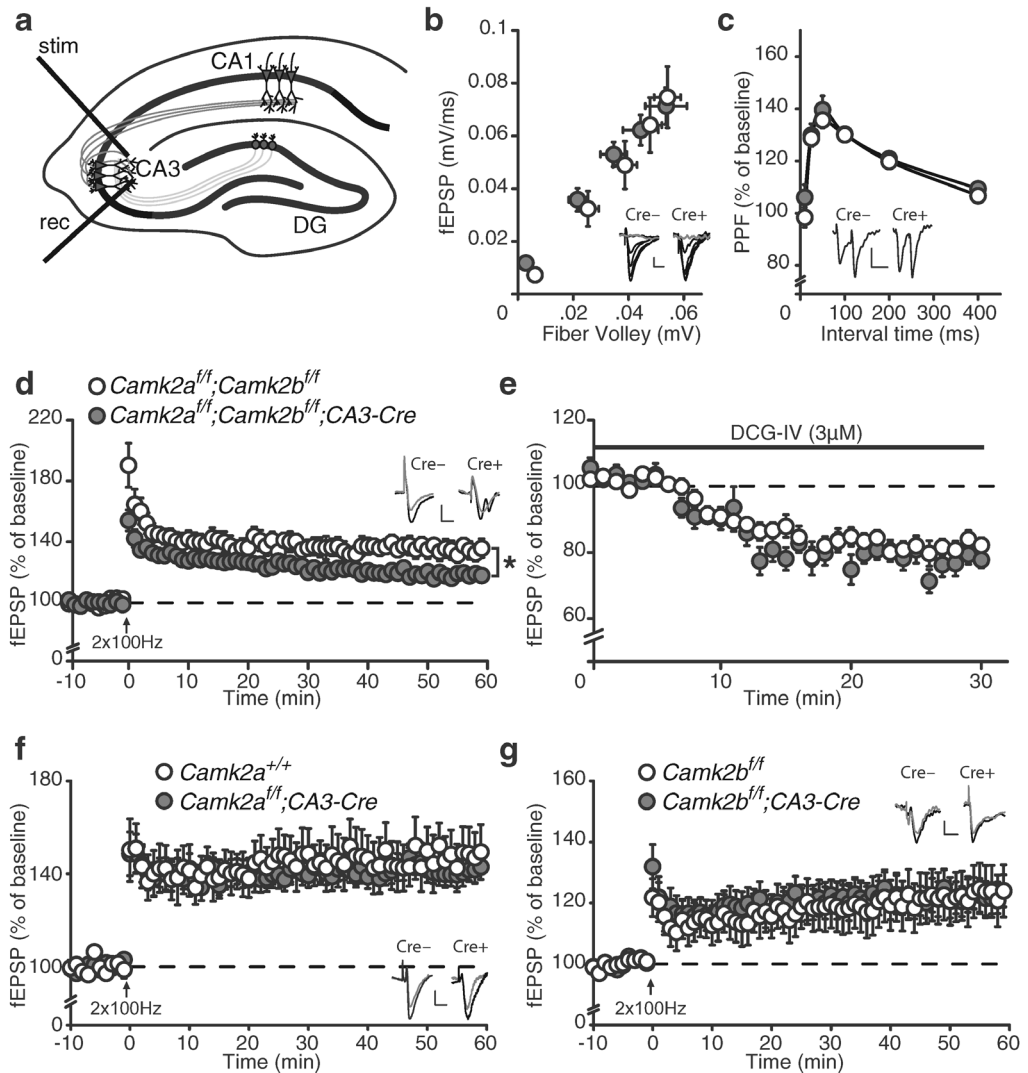 a
stim
CA1
CA3
rec
DG
b
fEPSP (mV/ms)
0.1
0.08
0.06
0.04
0.02
0
.02
.04
.06
Cre− Cre+
Fiber Volley (mV)
c
PPF (% of baseline)
160
140
120
100
80
0
100
200
300
400
Cre− Cre+
Interval time (ms)
d
Camk2a^f/f;Camk2b^f/f
Camk2a^f/f;Camk2b^f/f;CA3-Cre
fEPSP (% of baseline)
220
180
140
100
0
Cre− Cre+
*
2x100Hz
-10 0 10 20 30 40 50 60
Time (min)
e
fEPSP (% of baseline)
120
100
80
60
DCG-IV (3µM)
0 10 20 30
Time (min)
f
Camk2a^+/+
Camk2a^f/f;CA3-Cre
fEPSP (% of baseline)
180
140
100
0
Cre− Cre+
2x100Hz
-10 0 10 20 30 40 50 60
Time (min)
g
Camk2b^f/f
Camk2b^f/f;CA3-Cre
fEPSP (% of baseline)
160
140
120
100
0
Cre− Cre+
2x100Hz
-10 0 10 20 30 40 50 60
Time (min)